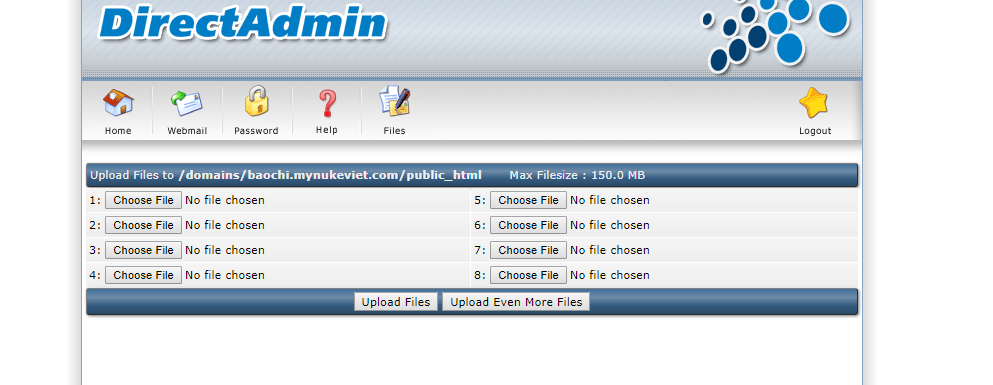 DirectAdmin
Home Webmail Password Help Files Logout
Upload Files to /domains/baochi.mynukeviet.com/public_html Max Filesize : 150.0 MB
1: Choose File No file chosen 5: Choose File No file chosen
2: Choose File No file chosen 6: Choose File No file chosen
3: Choose File No file chosen 7: Choose File No file chosen
4: Choose File No file chosen 8: Choose File No file chosen
Upload Files Upload Even More Files